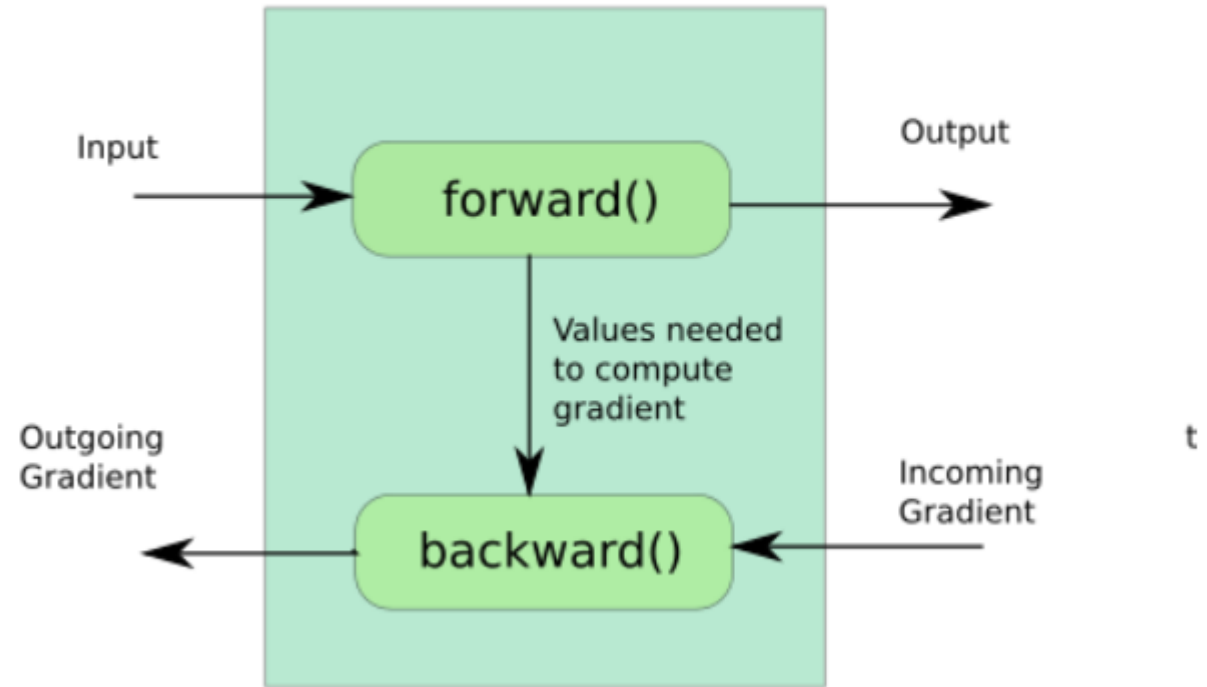 Input
Output
forward()
Values needed
to compute
gradient
Outgoing
Gradient
t
Incoming
Gradient
backward()